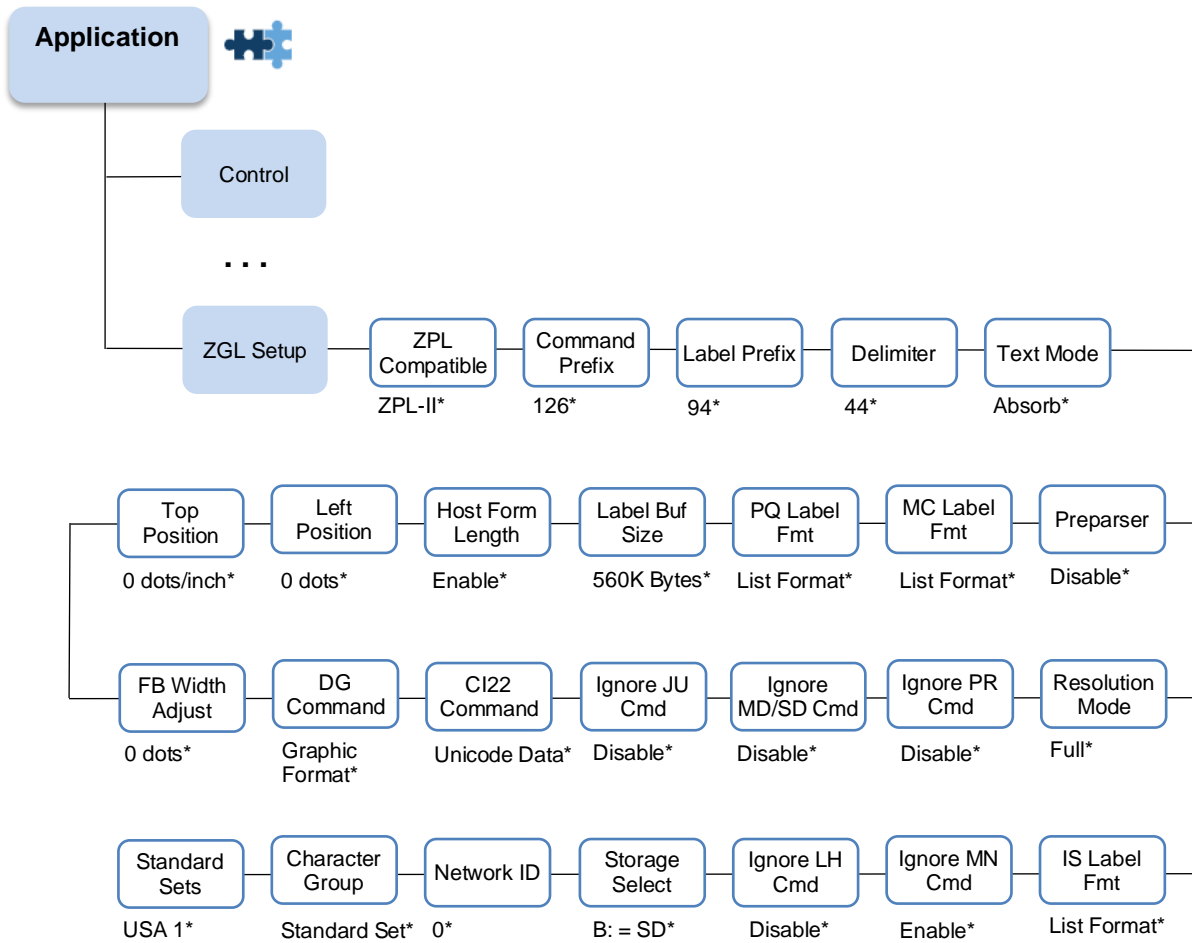 Application
Control
. . .
ZGL Setup
ZPL
Compatible
ZPL-II*
Command
Prefix
126*
Label Prefix
94*
Delimiter
44*
Text Mode
Absorb*
Top
Position
0 dots/inch*
Left
Position
0 dots*
Host Form
Length
Enable*
Label Buf
Size
560K Bytes*
PQ Label
Fmt
List Format*
MC Label
Fmt
List Format*
Preparser
Disable*
FB Width
Adjust
0 dots*
DG
Command
Graphic
Format*
CI22
Command
Unicode Data*
Ignore JU
Cmd
Disable*
Ignore
MD/SD Cmd
Disable*
Ignore PR
Cmd
Disable*
Resolution
Mode
Full*
Standard
Sets
USA 1*
Character
Group
Standard Set*
Network ID
0*
Storage
Select
B: = SD*
Ignore LH
Cmd
Disable*
Ignore MN
Cmd
Enable*
IS Label
Fmt
List Format*